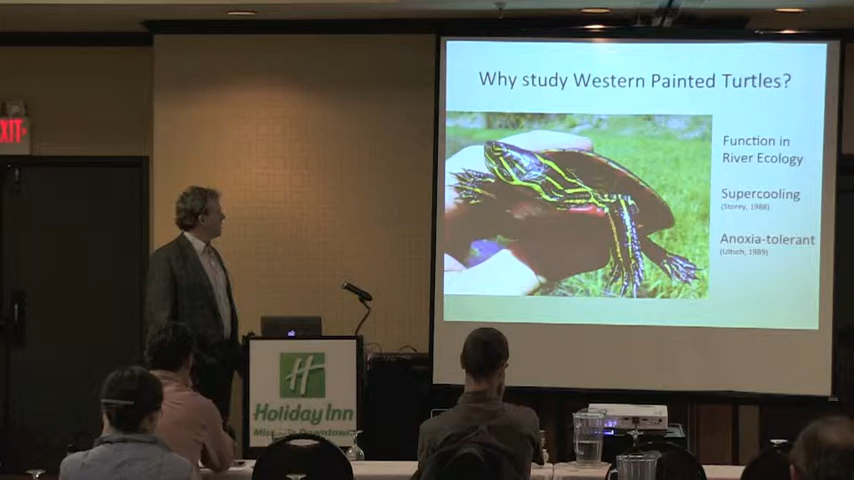 Why study Western Painted Turtles?
EXIT
Function in
River Ecology
Supercooling
(Storey, 1988)
Anoxia-tolerant
(Ultsch, 1989)
H
Holiday Inn
Downtown